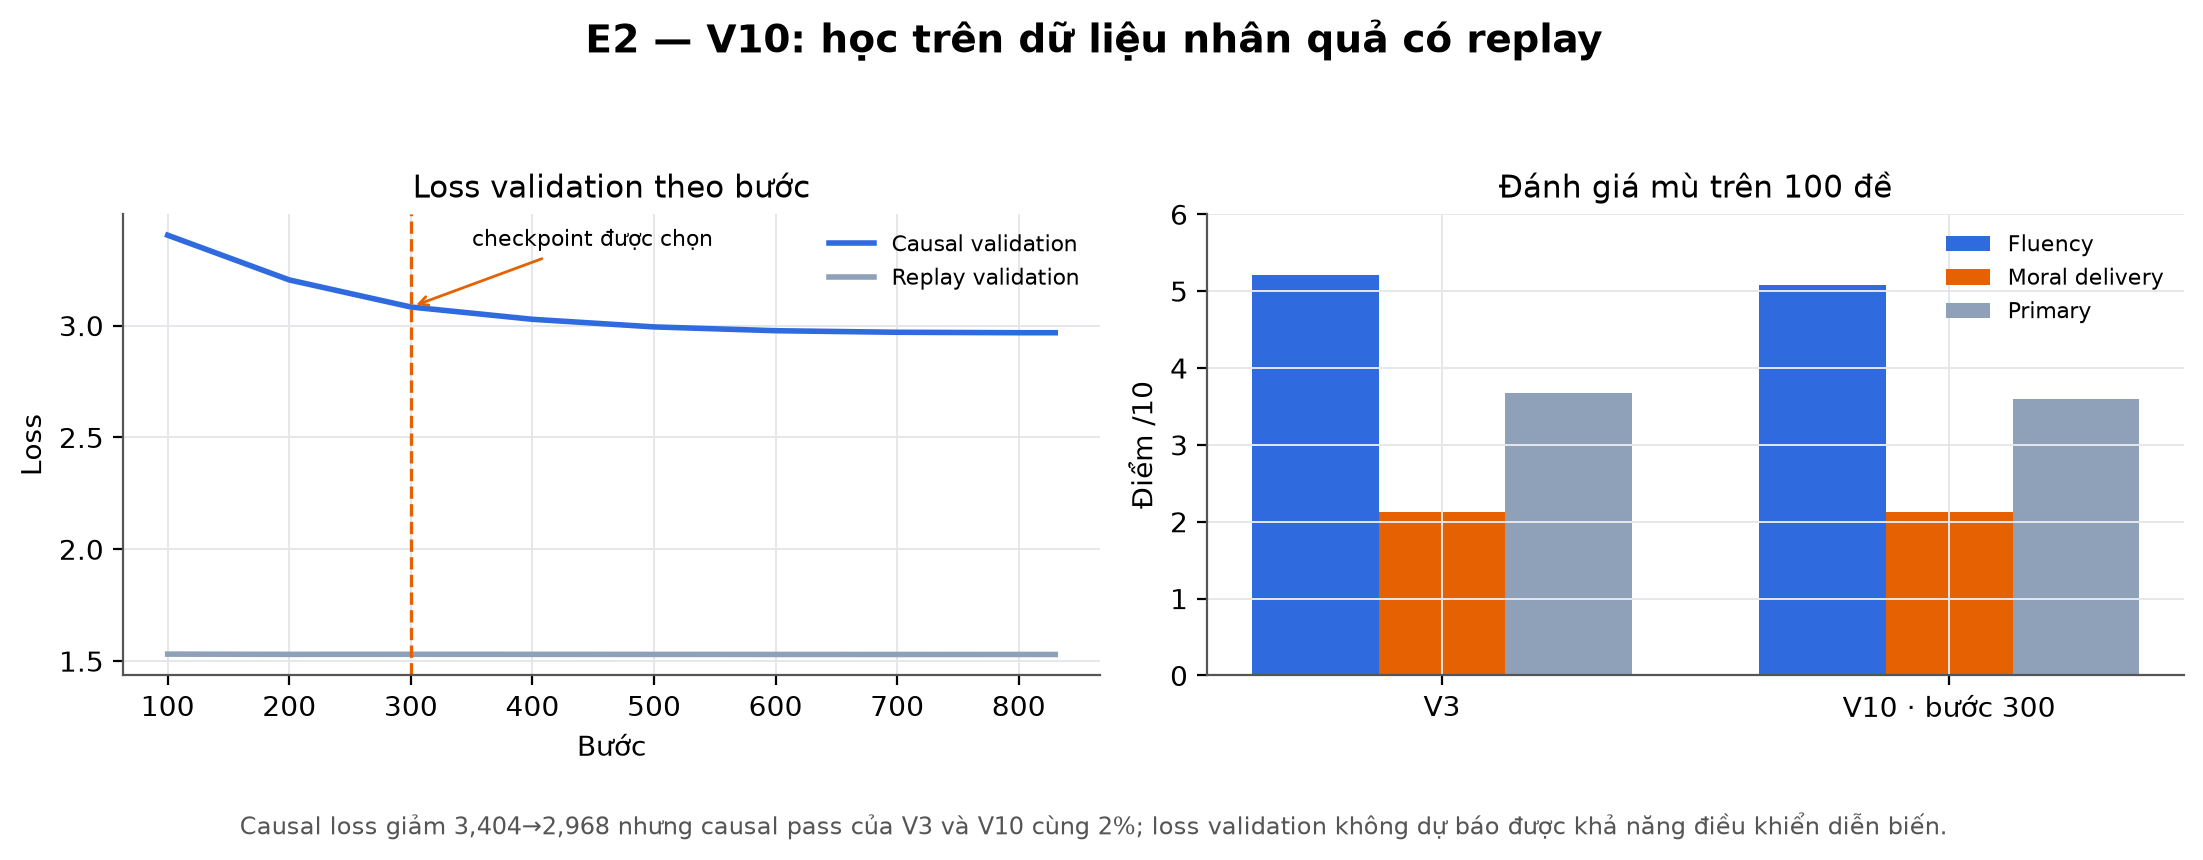 E2 — V10: học trên dữ liệu nhân quả có replay
Loss validation theo bước
checkpoint được chọn
Causal validation
Replay validation
Loss
3.0
2.5
2.0
1.5
100 200 300 400 500 600 700 800
Bước
Đánh giá mù trên 100 đề
Fluency
Moral delivery
Primary
Điểm /10
6
5
4
3
2
1
0
V3 V10 · bước 300
Causal loss giảm 3,404→2,968 nhưng causal pass của V3 và V10 cùng 2%; loss validation không dự báo được khả năng điều khiển diễn biến.